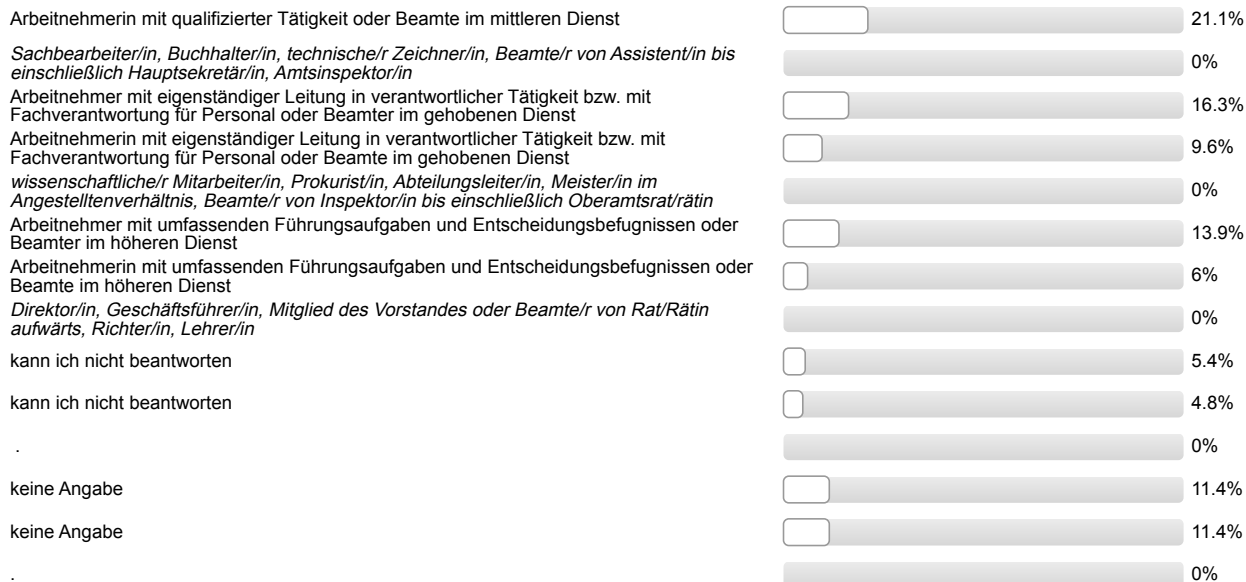 Arbeitnehmerin mit qualifizierter Tätigkeit oder Beamte im mittleren Dienst 21.1%
Sachbearbeiter/in, Buchhalter/in, technische/r Zeichner/in, Beamte/r von Assistent/in bis
einschließlich Hauptsekretär/in, Amtsinspektor/in 0%
Arbeitnehmer mit eigenständiger Leitung in verantwortlicher Tätigkeit bzw. mit
Fachverantwortung für Personal oder Beamter im gehobenen Dienst 16.3%
Arbeitnehmerin mit eigenständiger Leitung in verantwortlicher Tätigkeit bzw. mit
Fachverantwortung für Personal oder Beamte im gehobenen Dienst 9.6%
wissenschaftliche/r Mitarbeiter/in, Prokurist/in, Abteilungsleiter/in, Meister/in im
Angestelltenverhältnis, Beamte/r von Inspektor/in bis einschließlich Oberamtsrat/rätin 0%
Arbeitnehmer mit umfassenden Führungsaufgaben und Entscheidungsbefugnissen oder
Beamter im höheren Dienst 13.9%
Arbeitnehmerin mit umfassenden Führungsaufgaben und Entscheidungsbefugnissen oder
Beamte im höheren Dienst 6%
Direktor/in, Geschäftsführer/in, Mitglied des Vorstandes oder Beamte/r von Rat/Rätin
aufwärts, Richter/in, Lehrer/in 0%
kann ich nicht beantworten 5.4%
kann ich nicht beantworten 4.8%
. 0%
keine Angabe 11.4%
keine Angabe 11.4%
. 0%